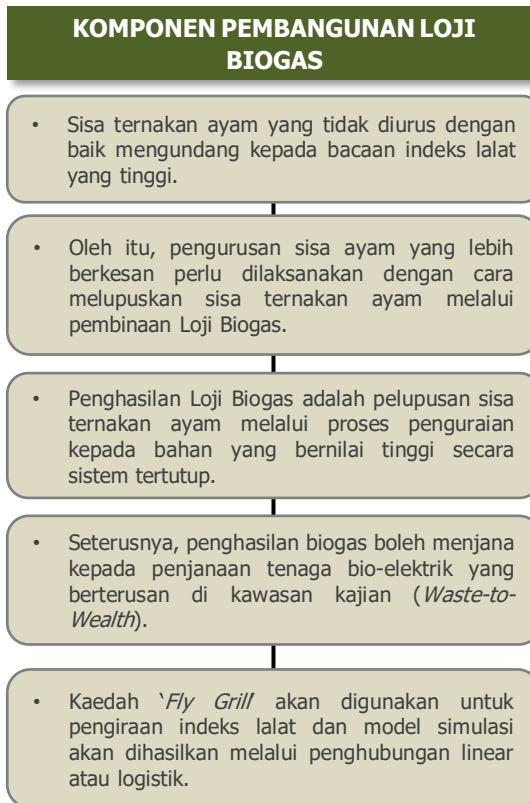 KOMPONEN PEMBANGUNAN LOJI
BIOGAS
• Sisa ternakan ayam yang tidak diurus dengan
baik mengundang kepada bacaan indeks lalat
yang tinggi.
• Oleh itu, pengurusan sisa ayam yang lebih
berkesan perlu dilaksanakan dengan cara
melupuskan sisa ternakan ayam melalui
pembinaan Loji Biogas.
• Penghasilan Loji Biogas adalah pelupusan sisa
ternakan ayam melalui proses penguraian
kepada bahan yang bernilai tinggi secara
sistem tertutup.
• Seterusnya, penghasilan biogas boleh menjana
kepada penjanaan tenaga bio-elektrik yang
berterusan di kawasan kajian (Waste-to-
Wealth).
• Kaedah ‘Fly Grill’ akan digunakan untuk
pengiraan indeks lalat dan model simulasi
akan dihasilkan melalui penghubungan linear
atau logistik.